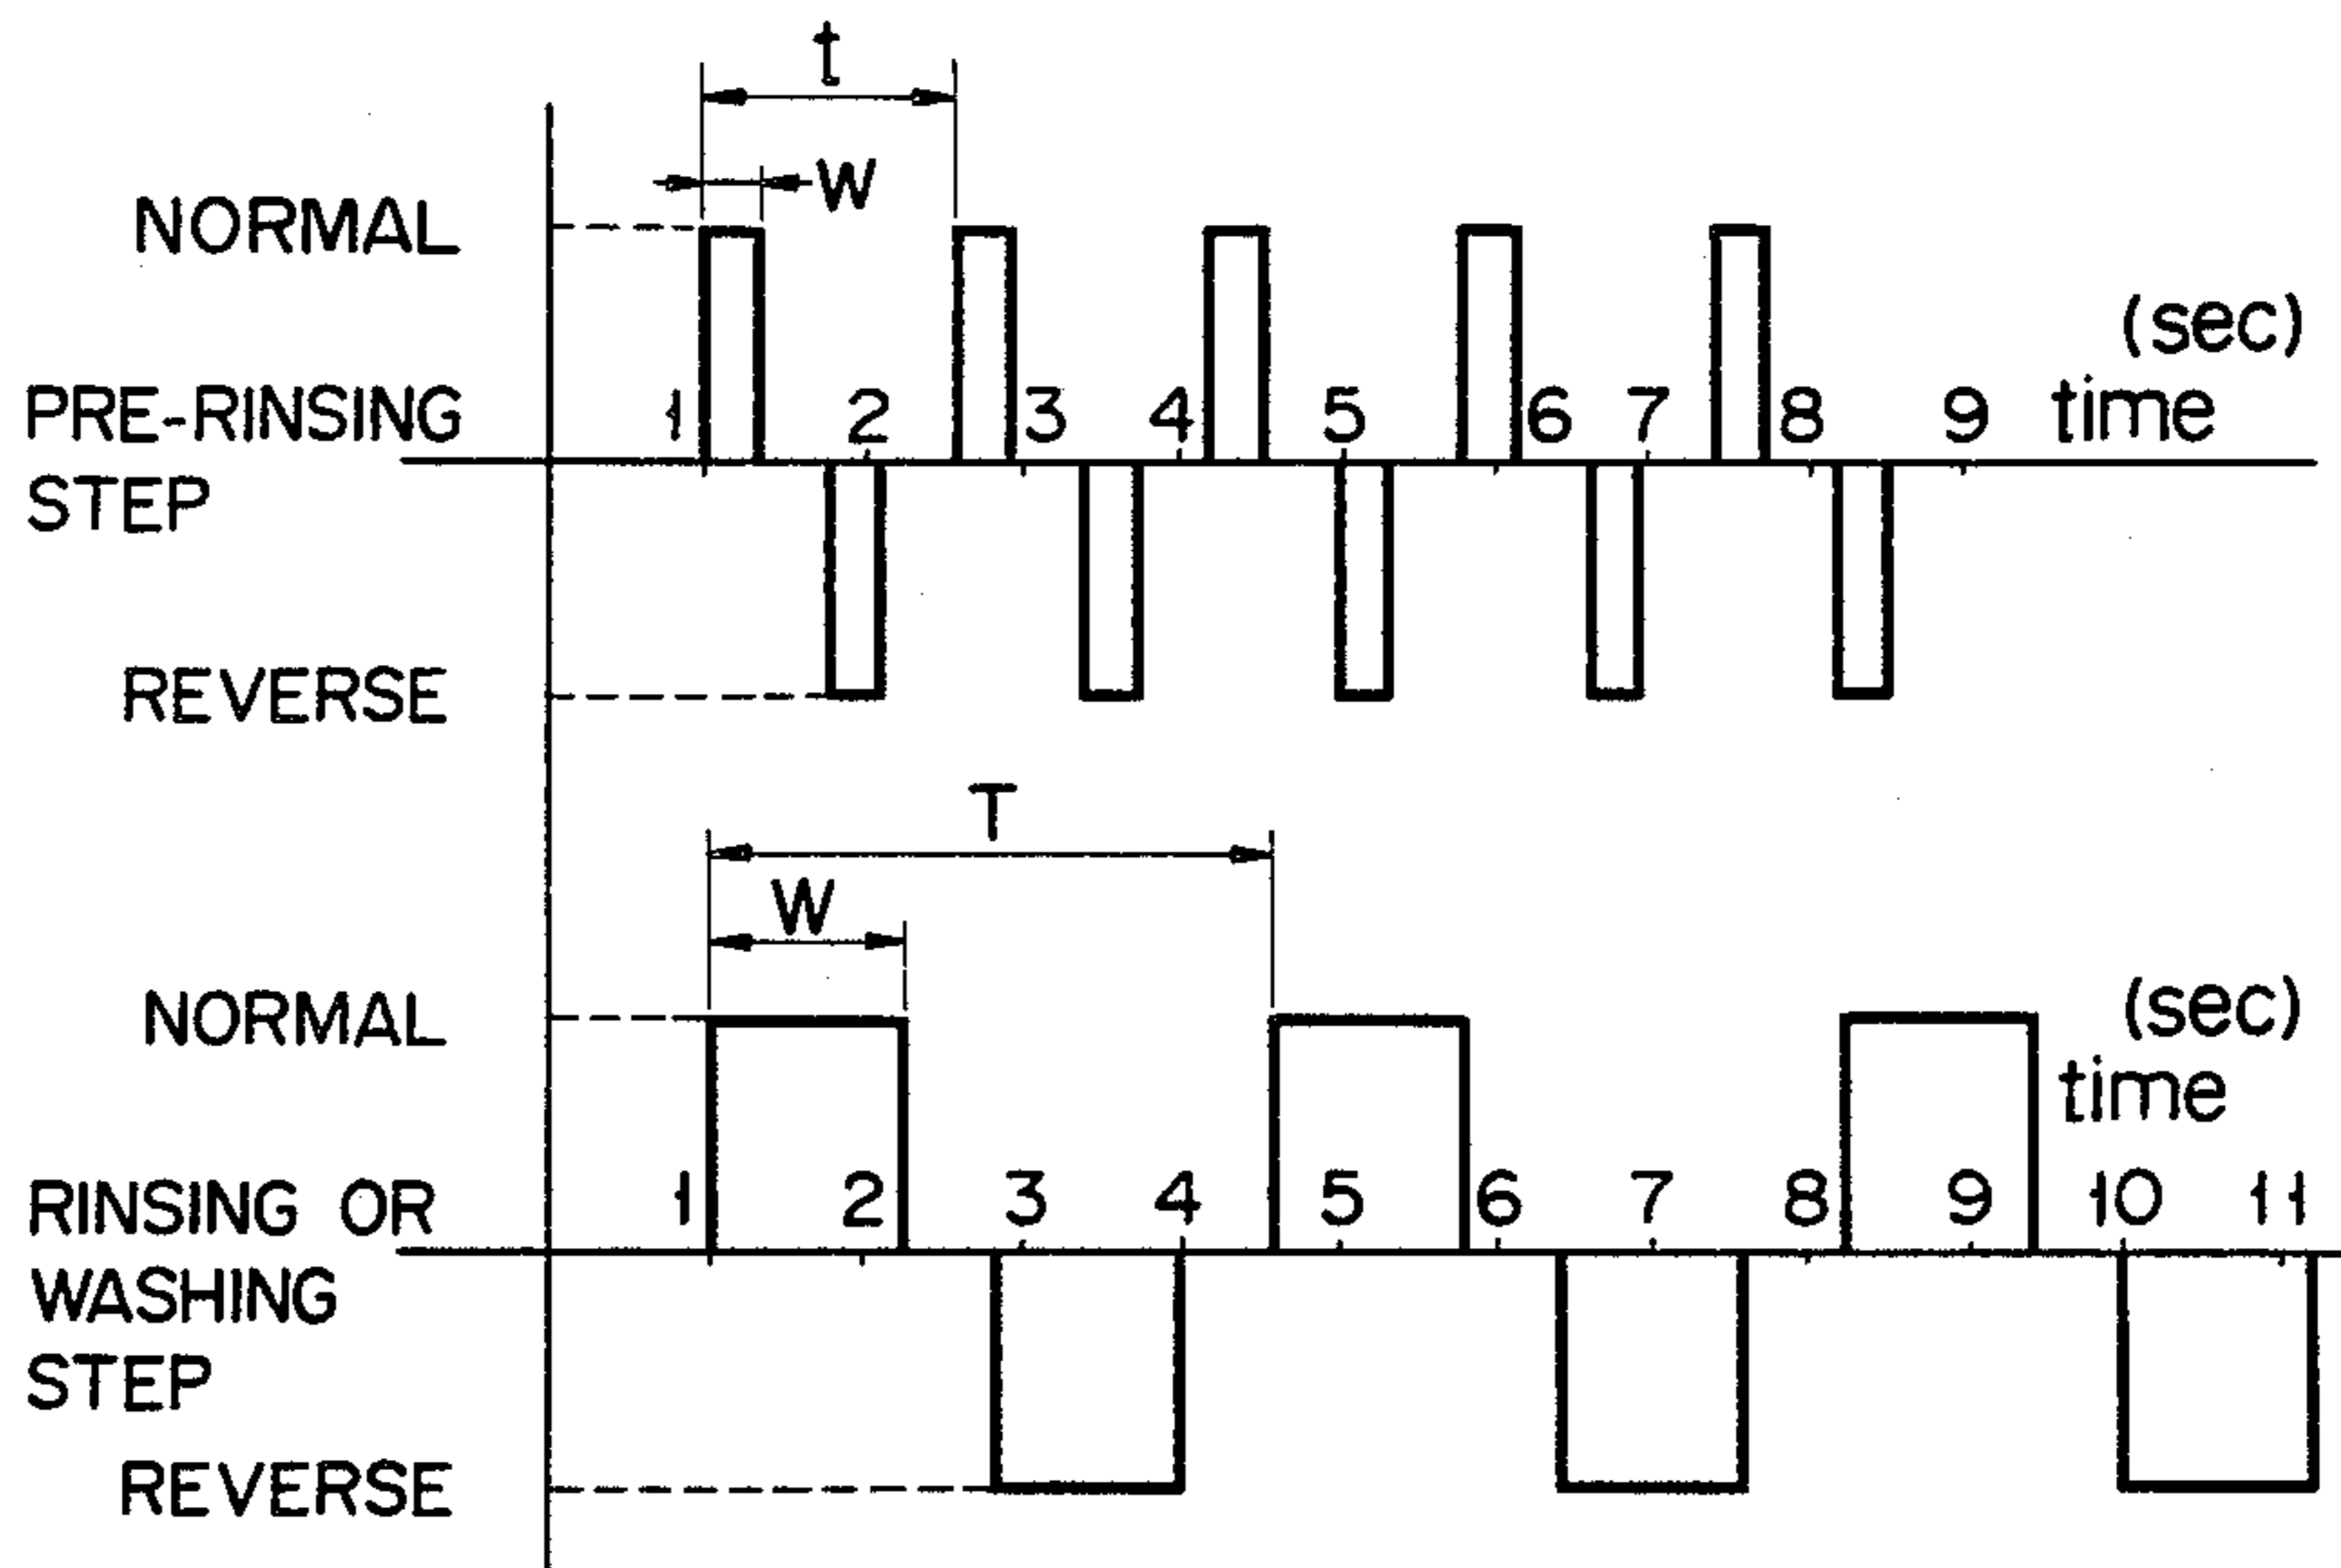 t
W
NORMAL
(sec)
PRE-RINSING 1 2 3 4 5 6 7 8 9 time
STEP
REVERSE
T
W
NORMAL
(sec)
time
RINSING OR 1 2 3 4 5 6 7 8 9 10 11
WASHING
STEP
REVERSE